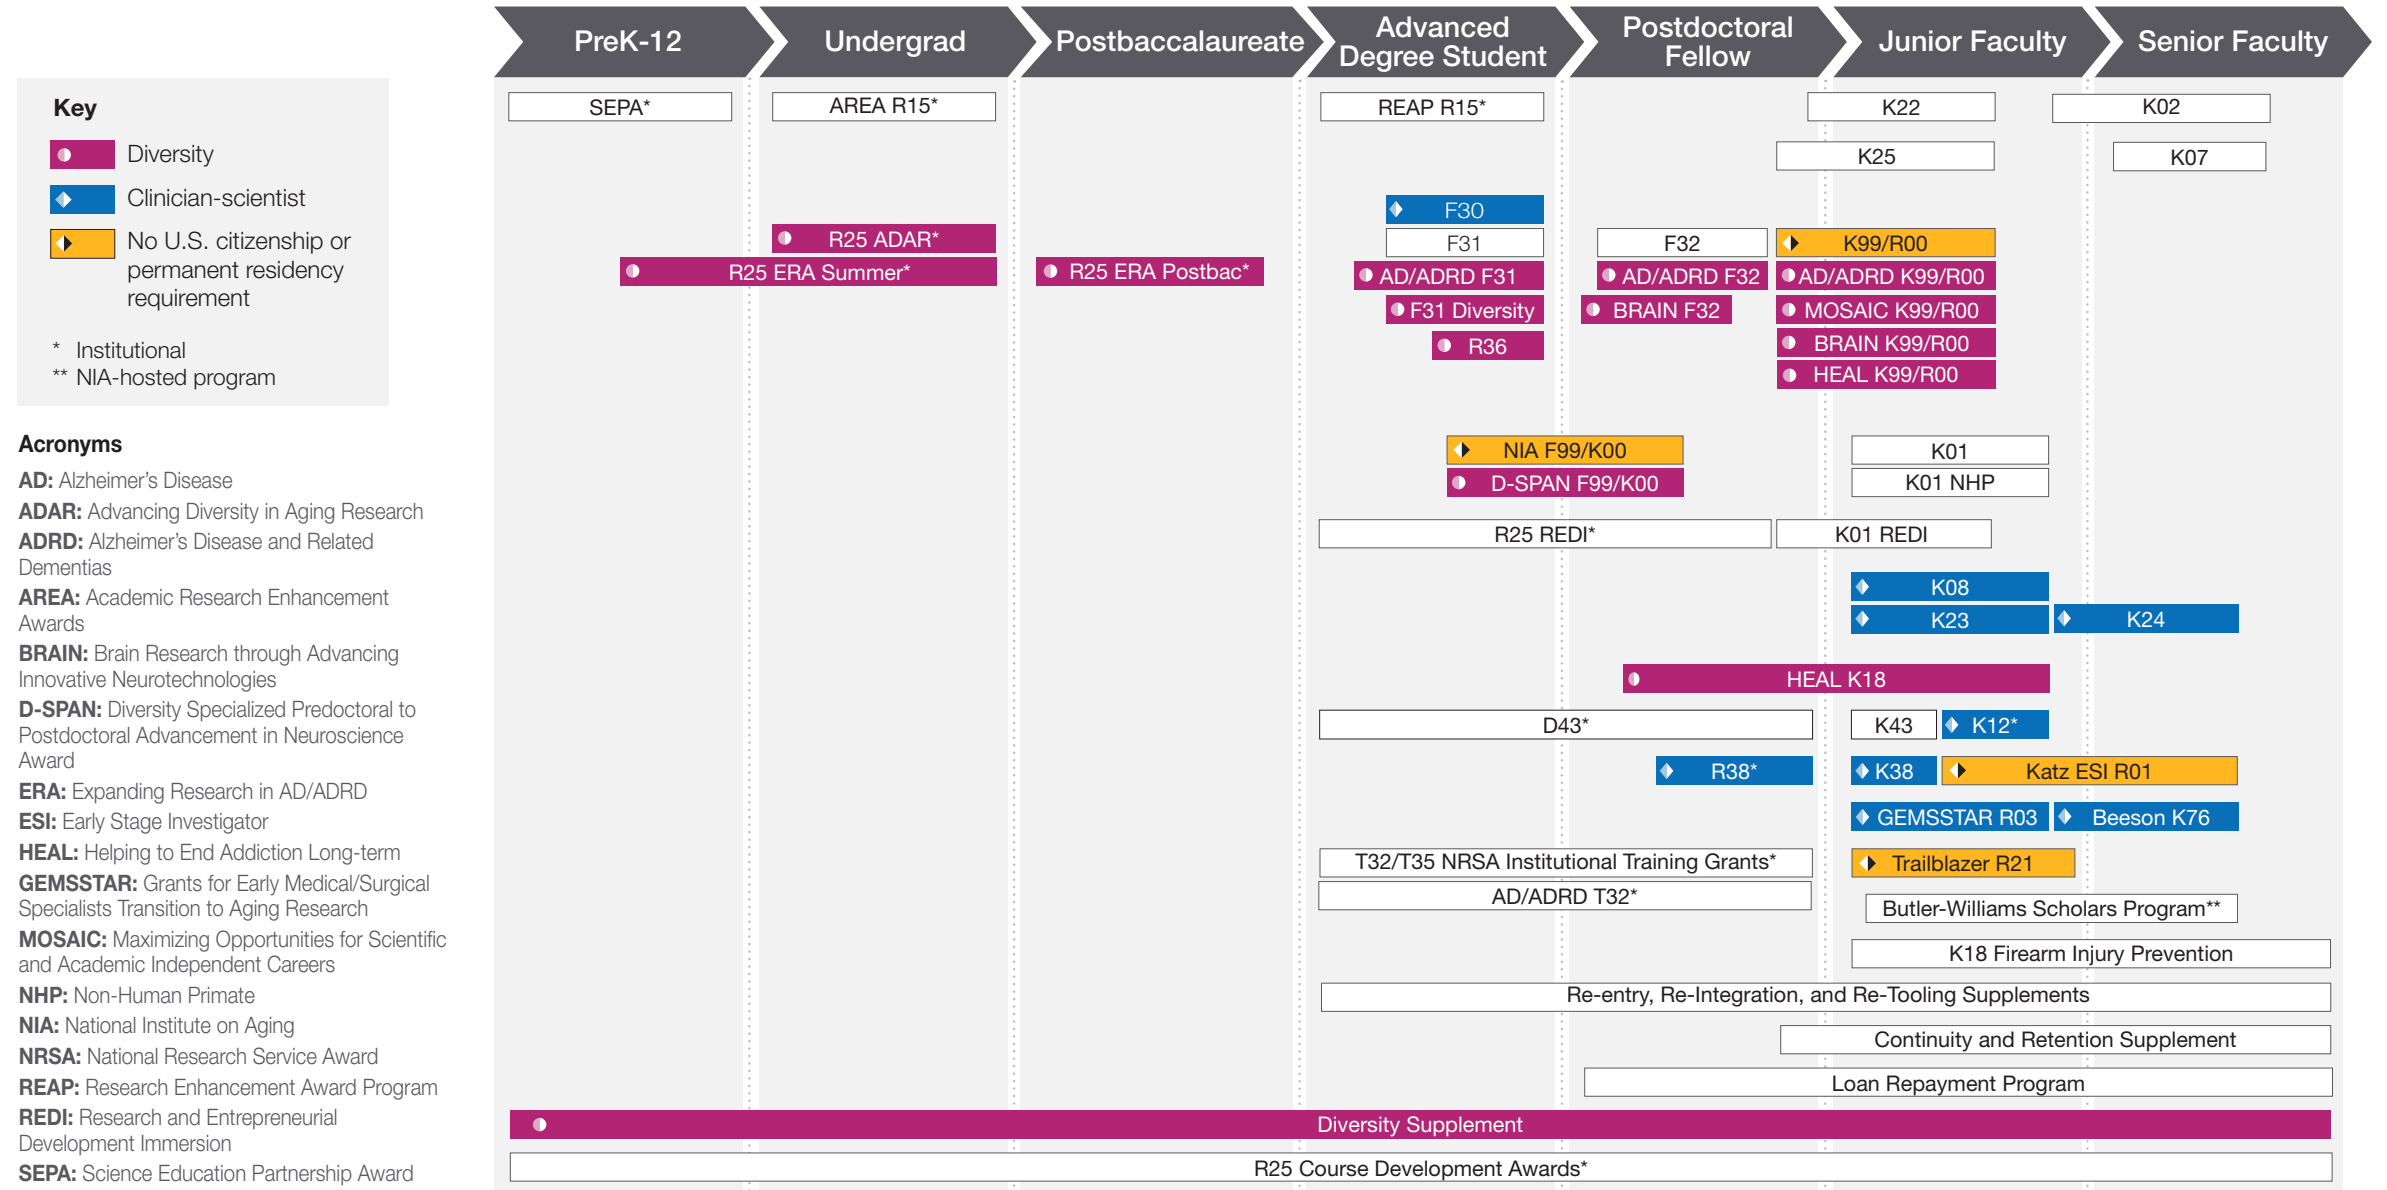 PreK-12
Undergrad
Postbaccalaureate
Advanced
Degree Student
Postdoctoral
Fellow
Junior Faculty
Senior Faculty
Key
Diversity
Clinician-scientist
No U.S. citizenship or
permanent residency
requirement
* Institutional
** NIA-hosted program
Acronyms
AD: Alzheimer’s Disease
ADAR: Advancing Diversity in Aging Research
ADRD: Alzheimer’s Disease and Related
Dementias
AREA: Academic Research Enhancement
Awards
BRAIN: Brain Research through Advancing
Innovative Neurotechnologies
D-SPAN: Diversity Specialized Predoctoral to
Postdoctoral Advancement in Neuroscience
Award
ERA: Expanding Research in AD/ADRD
ESI: Early Stage Investigator
HEAL: Helping to End Addiction Long-term
GEMSSTAR: Grants for Early Medical/Surgical
Specialists Transition to Aging Research
MOSAIC: Maximizing Opportunities for Scientific
and Academic Independent Careers
NHP: Non-Human Primate
NIA: National Institute on Aging
NRSA: National Research Service Award
REAP: Research Enhancement Award Program
REDI: Research and Entrepreneurial
Development Immersion
SEPA: Science Education Partnership Award
SEPA*
AREA R15*
REAP R15*
K22
K02
K25
K07
F30
R25 ADAR*
F31
F32
K99/R00
R25 ERA Summer*
R25 ERA Postbac*
AD/ADRD F31
AD/ADRD F32
AD/ADRD K99/R00
F31 Diversity
BRAIN F32
MOSAIC K99/R00
R36
BRAIN K99/R00
HEAL K99/R00
NIA F99/K00
K01
D-SPAN F99/K00
K01 NHP
R25 REDI*
K01 REDI
K08
K23
K24
HEAL K18
D43*
K43
K12*
R38*
K38
Katz ESI R01
GEMSSTAR R03
Beeson K76
T32/T35 NRSA Institutional Training Grants*
Trailblazer R21
AD/ADRD T32*
Butler-Williams Scholars Program**
K18 Firearm Injury Prevention
Re-entry, Re-Integration, and Re-Tooling Supplements
Continuity and Retention Supplement
Loan Repayment Program
Diversity Supplement
R25 Course Development Awards*